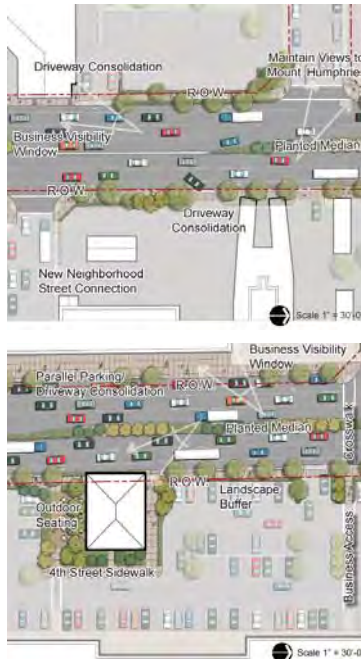 Driveway Consolidation
Maintain Views to
Mount Humphries
R.O.W
Business Visibility
Window
Planted Median
R.O.W
Driveway
Consolidation
New Neighborhood
Street Connection
Scale 1" = 30'-0
Business Visibility
Window
Parallel Parking/
Driveway Consolidation
R.O.W
Planted Median
Crosswalk
R.O.W
Outdoor
Seating
Landscape
Buffer
4th Street Sidewalk
Business Access
Scale 1" = 30'-0